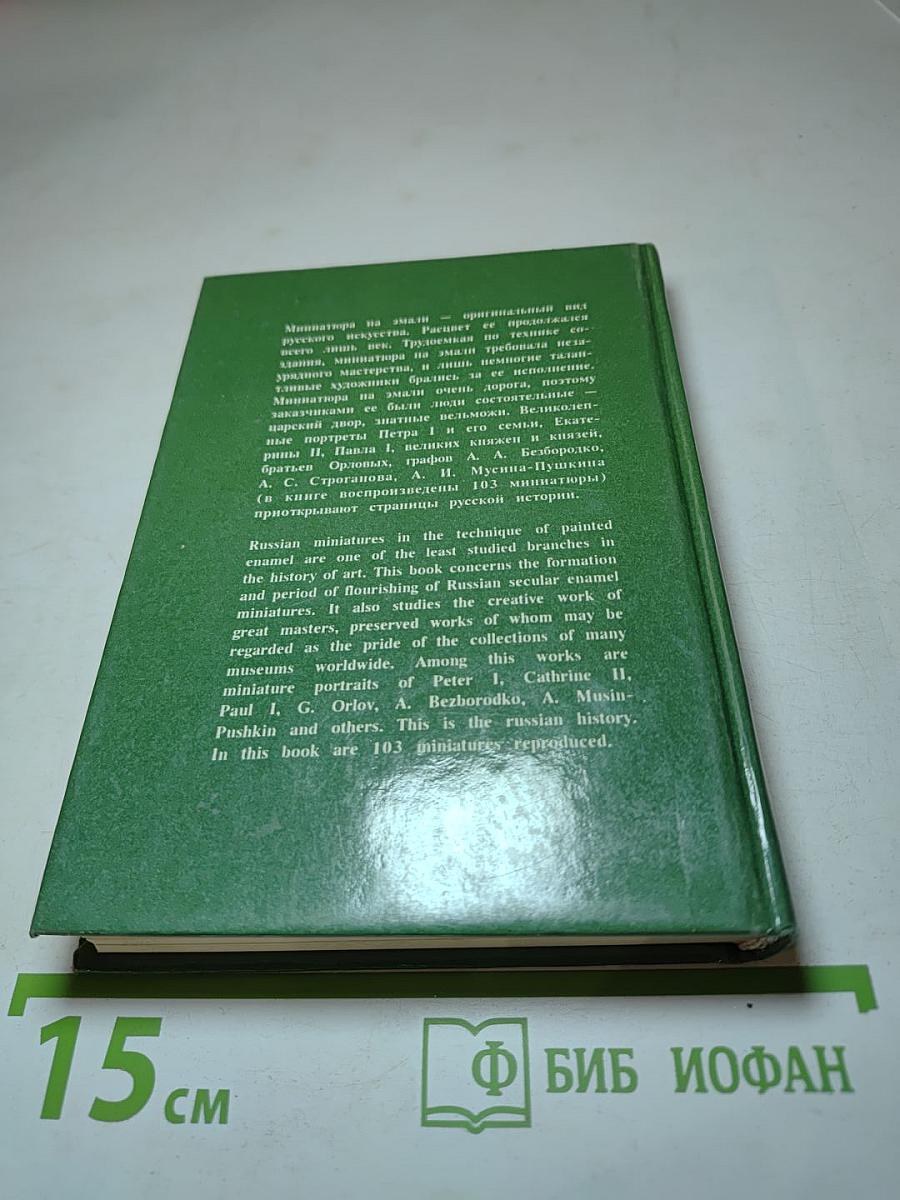 Миниатюра на эмали — оригинальный вид
русского искусства. Расцвет ее продолжался
всего лишь век. Трудоемкая по технике со-
здания, миниатюра на эмали требовала неза-
урядного мастерства, и лишь немногие талан-
тливые художники брались за ее исполнение.
Миниатюра на эмали очень дорога, поэтому
заказчиками ее были люди состоятельные —
царский двор, знатные вельможи. Великолеп-
ные портреты Петра I и его семьи, Екате-
рины II, Павла I, великих княжен и князей,
братьев Орловых, графов А. А. Безбородко,
А. С. Строганова, А. И. Мусина-Пушкина
(в книге воспроизведены 103 миниатюры)
приоткрывают страницы русской истории.
Russian miniatures in the technique of painted
enamel are one of the least studied branches in
the history of art. This book concerns the formation
and period of flourishing of Russian secular enamel
miniatures. It also studies the creative work of
great masters, preserved works of whom may be
regarded as the pride of the collections of many
museums worldwide. Among this works are
miniature portraits of Peter I, Cathrine II,
Paul I, G. Orlov, A. Bezborodko, A. Musin-
Pushkin and others. This is the russian history.
In this book are 103 miniatures reproduced.
15 см
Ф БИБ ИОФАН